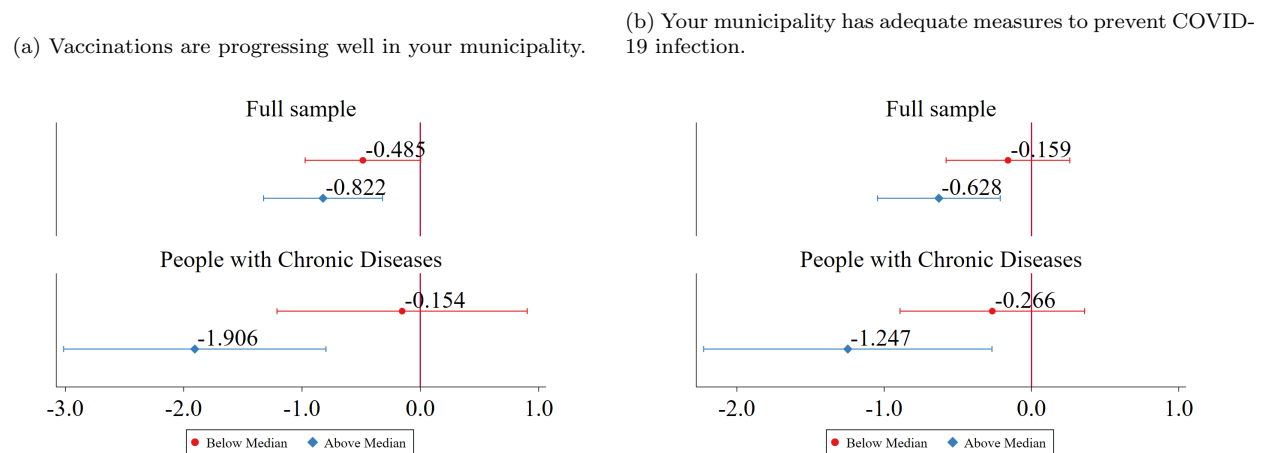 (a) Vaccinations are progressing well in your municipality.
Full sample
-0.485
-0.822
People with Chronic Diseases
-0.154
-1.906
-3.0 -2.0 -1.0 0.0 1.0
Below Median Above Median
(b) Your municipality has adequate measures to prevent COVID-
19 infection.
Full sample
-0.159
-0.628
People with Chronic Diseases
-0.266
-1.247
-2.0 -1.0 0.0 1.0
Below Median Above Median